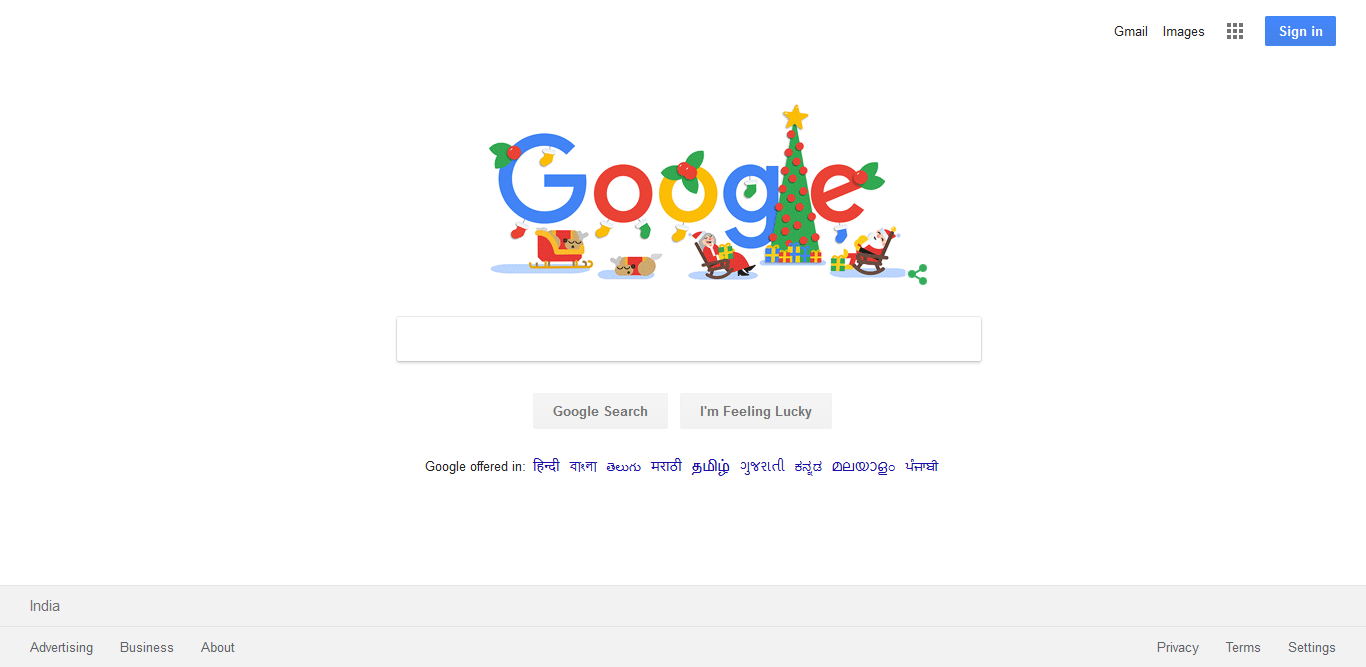 Gmail Images Sign in
Google
Google Search I'm Feeling Lucky
Google offered in: हिन्दी বাংলা తెలుగు मराठी தமிழ் ગુજરાતી ಕನ್ನಡ മലയാളം ਪੰਜਾਬੀ
India
Advertising Business About Privacy Terms Settings